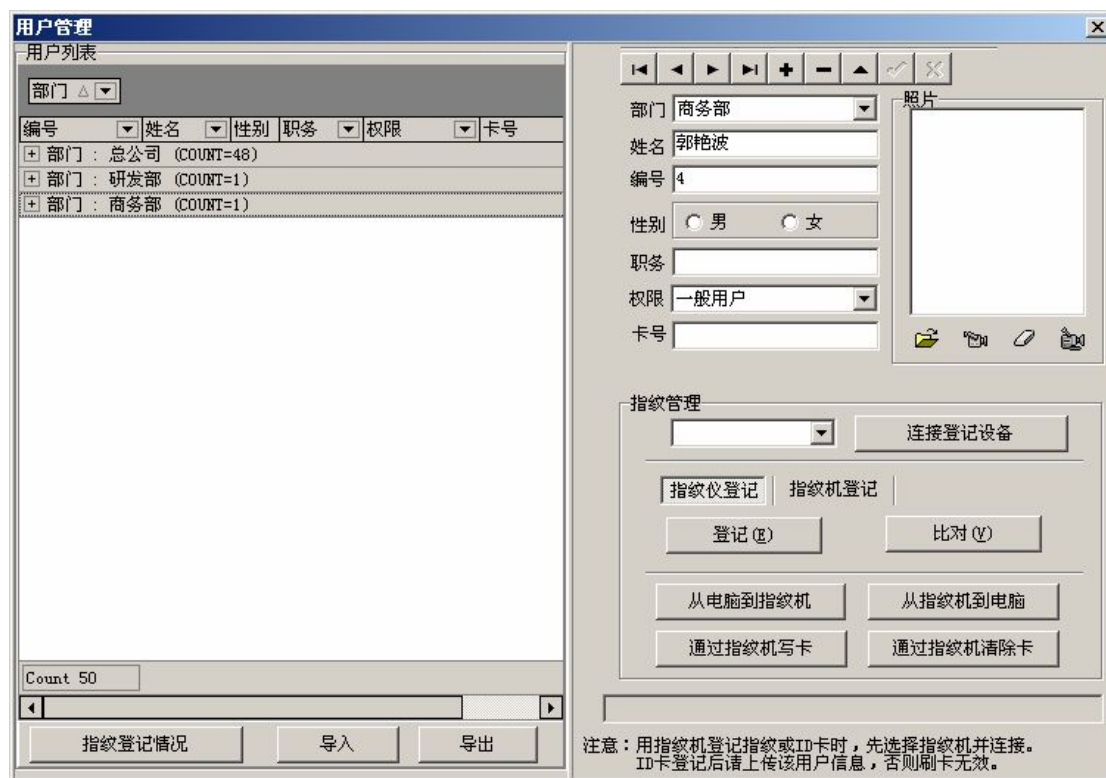 用户管理
用户列表
部门
编号 姓名 性别 职务 权限 卡号
部门 : 总公司 (COUNT=48)
部门 : 研发部 (COUNT=1)
部门 : 商务部 (COUNT=1)
Count 50
指纹登记情况 导入 导出
部门 商务部
姓名 郭艳波
编号 4
性别 男 女
职务
权限 一般用户
卡号
照片
指纹管理
连接登记设备
指纹仪登记 指纹机登记
登记(E) 比对(V)
从电脑到指纹机 从指纹机到电脑
通过指纹机写卡 通过指纹机清除卡
注意：用指纹机登记指纹或ID卡时，先选择指纹机并连接。
ID卡登记后请上传该用户信息，否则刷卡无效。